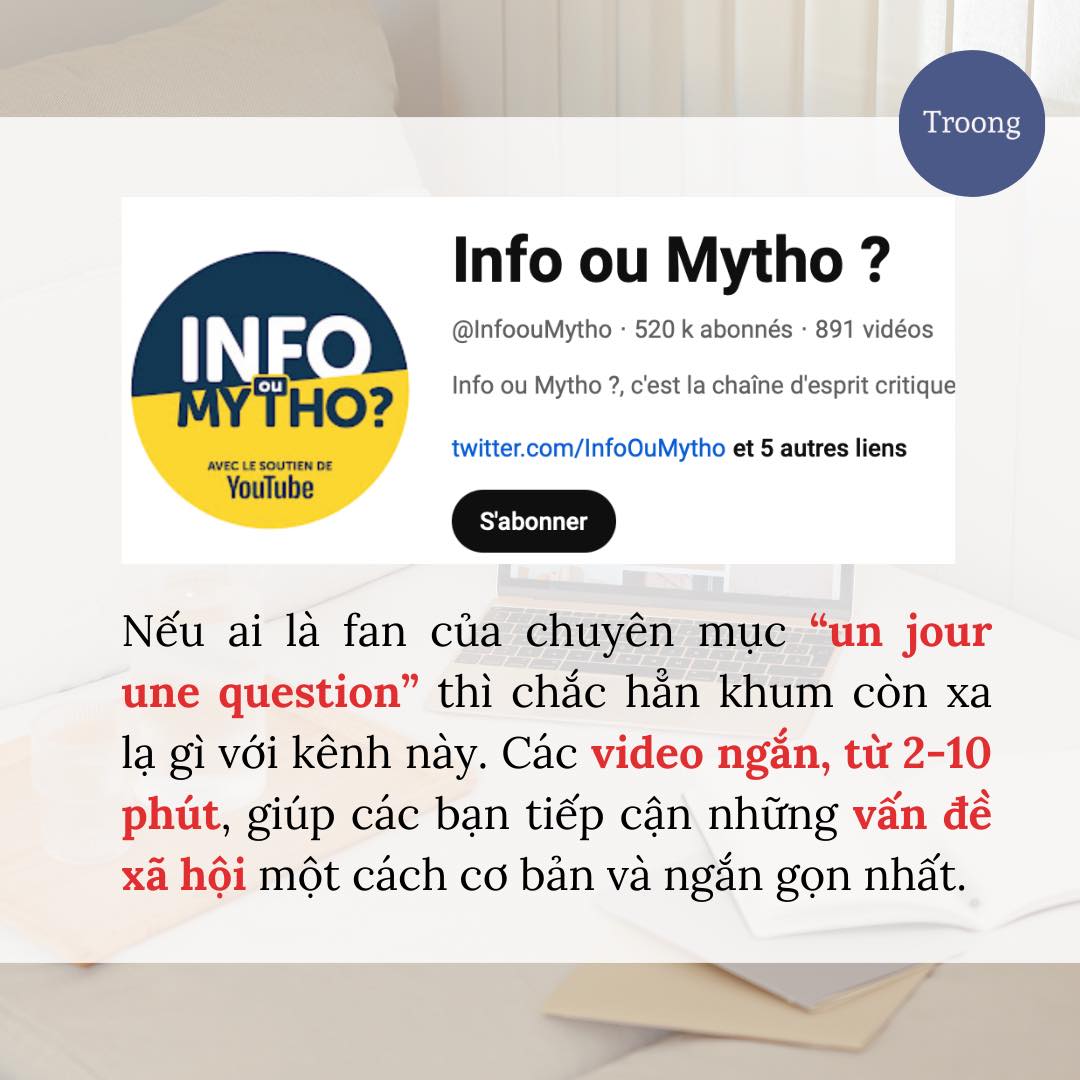 Troong
INFO
ou
MYTHO?
AVEC LE SOUTIEN DE
YouTube
Info ou Mytho ?
@InfoouMytho · 520 k abonnés · 891 vidéos
Info ou Mytho ?, c'est la chaîne d'esprit critique
twitter.com/InfoOuMytho et 5 autres liens
S'abonner
Nếu ai là fan của chuyên mục “un jour
une question” thì chắc hẳn khum còn xa
lạ gì với kênh này. Các video ngắn, từ 2-10
phút, giúp các bạn tiếp cận những vấn đề
xã hội một cách cơ bản và ngắn gọn nhất.